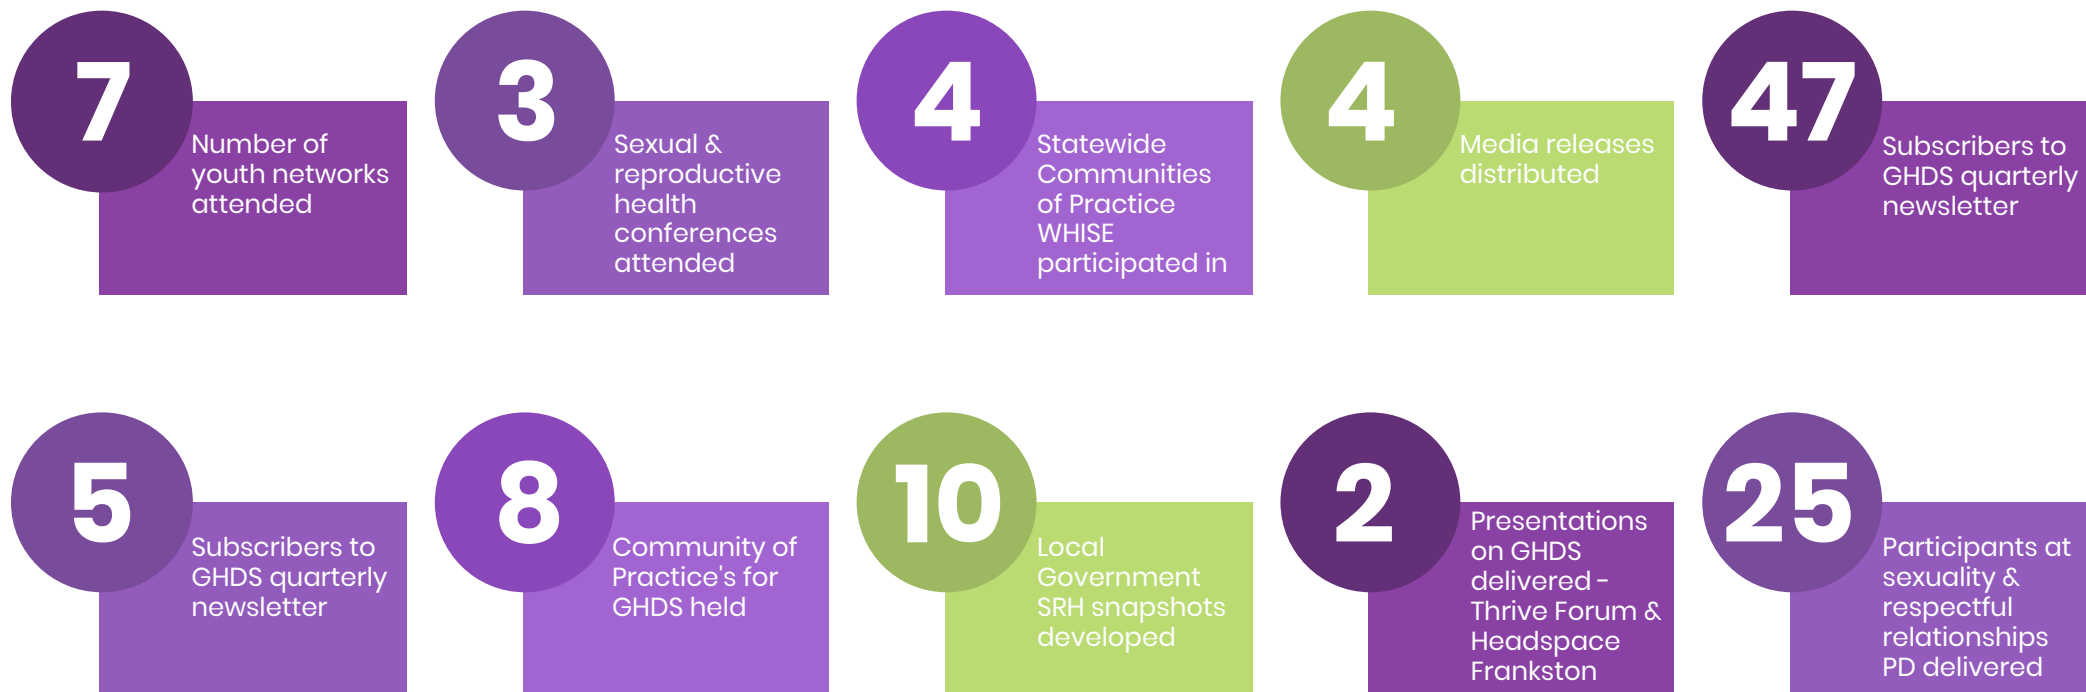 7
Number of
youth networks
attended
3
Sexual &
reproductive
health
conferences
attended
4
Statewide
Communities
of Practice
WHISE
participated in
4
Media releases
distributed
47
Subscribers to
GHDS quarterly
newsletter
5
Subscribers to
GHDS quarterly
newsletter
8
Community of
Practice's for
GHDS held
10
Local
Government
SRH snapshots
developed
2
Presentations
on GHDS
delivered -
Thrive Forum &
Headspace
Frankston
25
Participants at
sexuality &
respectful
relationships
PD delivered